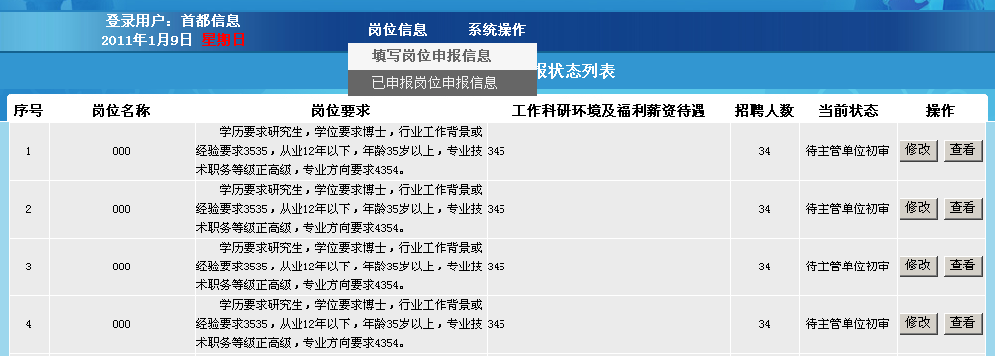 登录用户：首都信息
2011年1月9日 星期日
岗位信息 系统操作
填写岗位申报信息
已申报岗位申报信息
报状态列表
序号 岗位名称 岗位要求 工作科研环境及福利薪资待遇 招聘人数 当前状态 操作
1 000 学历要求研究生，学位要求博士，行业工作背景或
经验要求3535，从业12年以下，年龄35岁以上，专业技 345 34 待主管单位初审 修改 查看
术职务等级正高级，专业方向要求4354。
2 000 学历要求研究生，学位要求博士，行业工作背景或
经验要求3535，从业12年以下，年龄35岁以上，专业技 345 34 待主管单位初审 修改 查看
术职务等级正高级，专业方向要求4354。
3 000 学历要求研究生，学位要求博士，行业工作背景或
经验要求3535，从业12年以下，年龄35岁以上，专业技 345 34 待主管单位初审 修改 查看
术职务等级正高级，专业方向要求4354。
4 000 学历要求研究生，学位要求博士，行业工作背景或
经验要求3535，从业12年以下，年龄35岁以上，专业技 345 34 待主管单位初审 修改 查看
术职务等级正高级，专业方向要求4354。